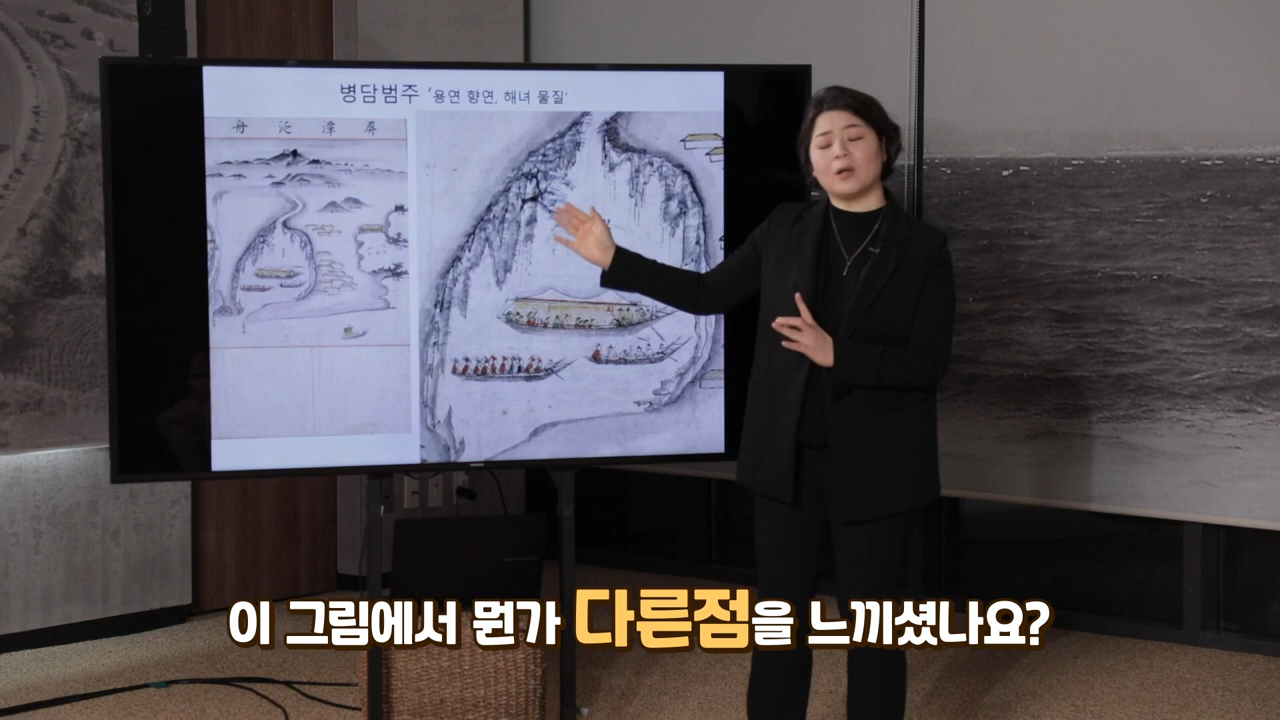 병담범주 '용연 향연, 해녀 물질'
舟 泛 潭 屛
이 그림에서 뭔가 다른점을 느끼셨나요?